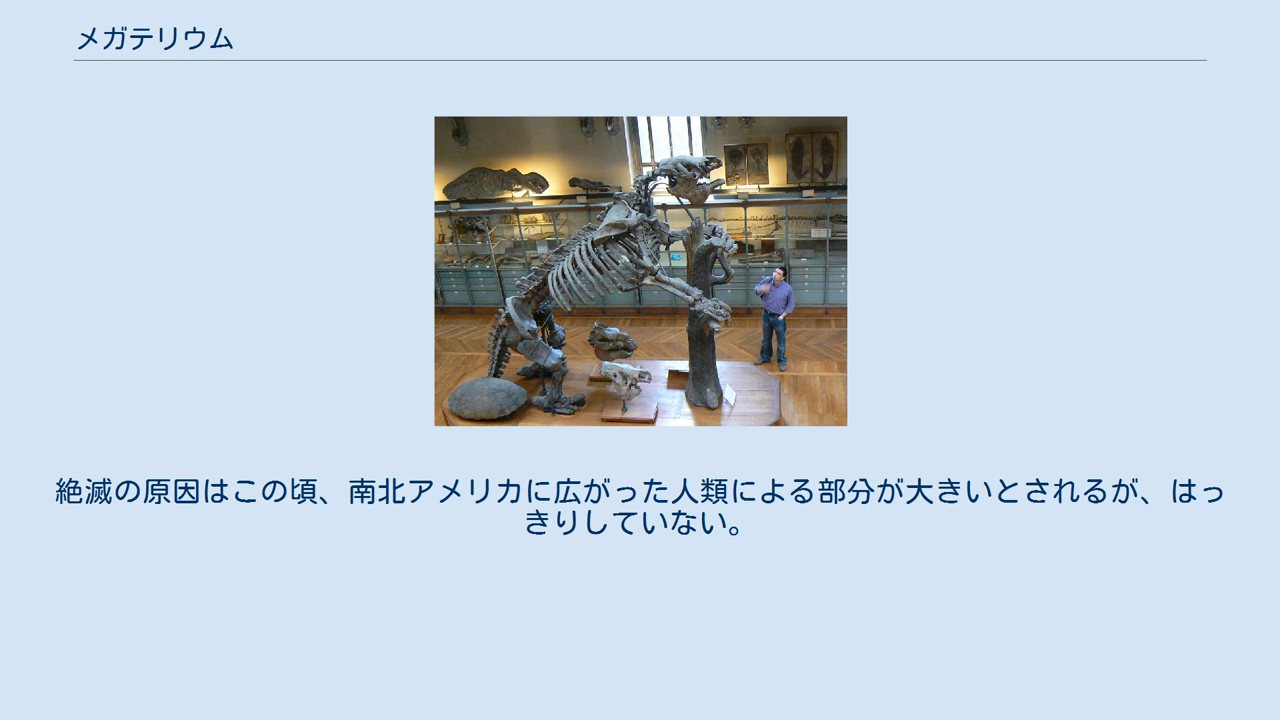 メガテリウム
絶滅の原因はこの頃、南北アメリカに広がった人類による部分が大きいとされるが、はっ
きりしていない。